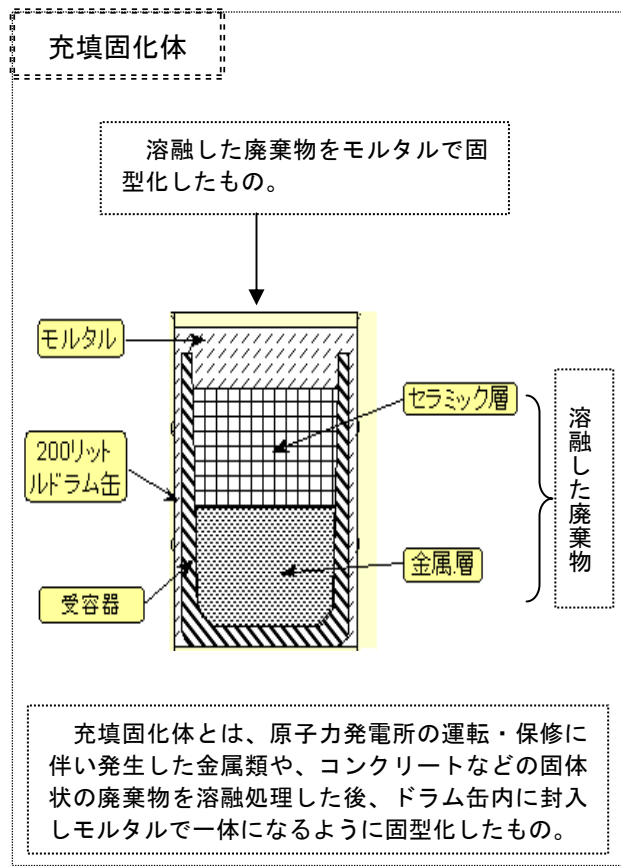 充填固化体
溶融した廃棄物をモルタルで固
型化したもの。
モルタル
セラミック層
200リット
ルドラム缶
溶融した廃棄物
金属層
受容器
充填固化体とは、原子力発電所の運転・保修に
伴い発生した金属類や、コンクリートなどの固体
状の廃棄物を溶融処理した後、ドラム缶内に封入
しモルタルで一体になるように固型化したもの。